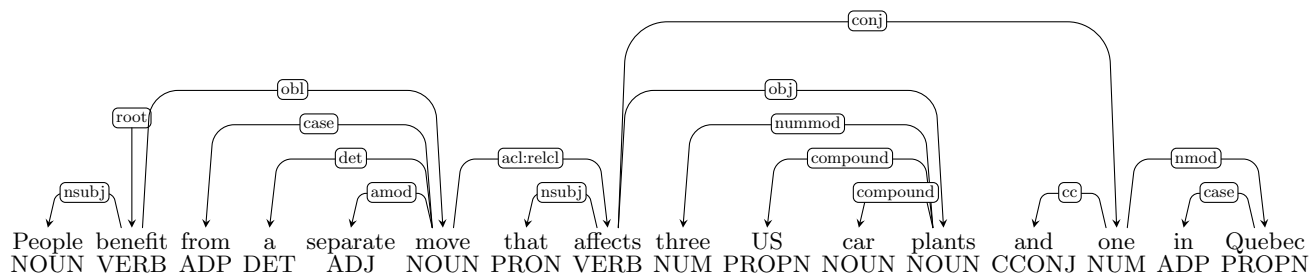 conj
obl obj
root case nummod
det acl:relcl compound
nsubj amod nsubj compound cc nmod case
People benefit from a separate move that affects three US car plants and one in Quebec
NOUN VERB ADP DET ADJ NOUN PRON VERB NUM PROPN NOUN NOUN CCONJ NUM ADP PROPN